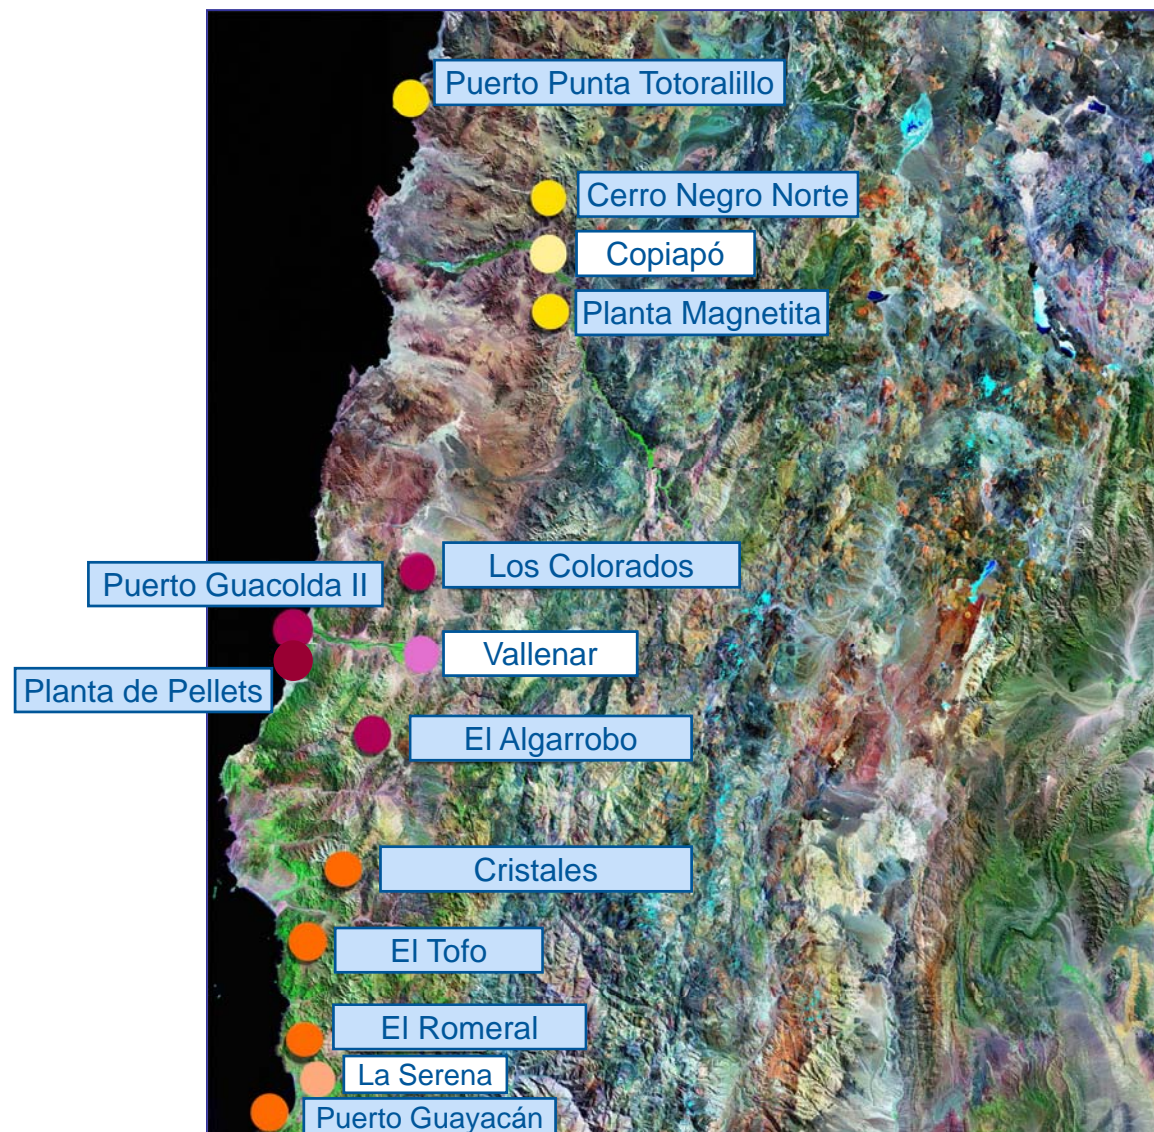 Puerto Punta Totoralillo
Cerro Negro Norte
Copiapó
Planta Magnetita
Los Colorados
Puerto Guacolda II
Vallenar
Planta de Pellets
El Algarrobo
Cristales
El Tofo
El Romeral
La Serena
Puerto Guayacán